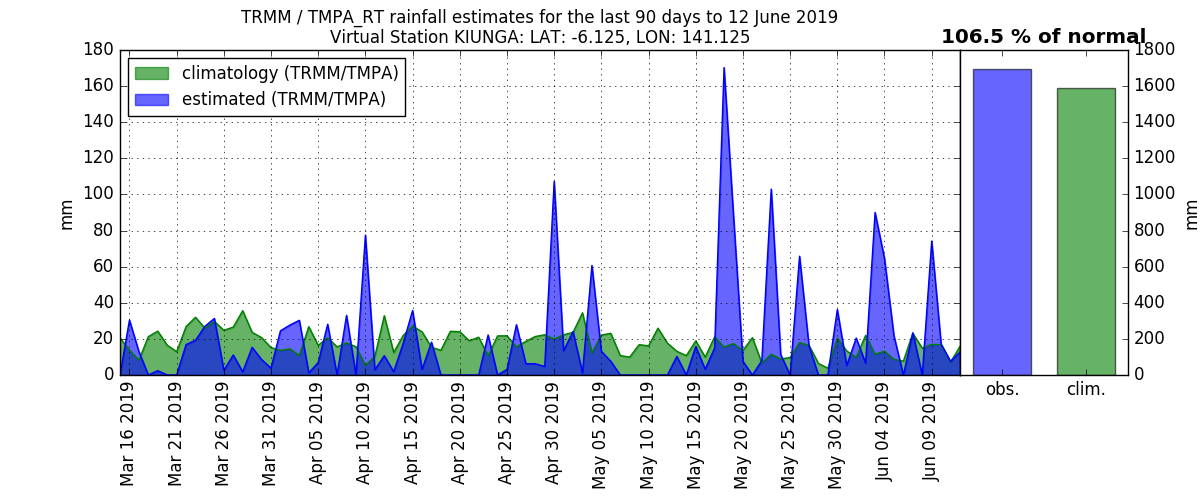 TRMM / TMPA_RT rainfall estimates for the last 90 days to 12 June 2019
Virtual Station KIUNGA: LAT: -6.125, LON: 141.125
106.5 % of normal
climatology (TRMM/TMPA)
estimated (TRMM/TMPA)
mm
180
160
140
120
100
80
60
40
20
0
Mar 16 2019
Mar 21 2019
Mar 26 2019
Mar 31 2019
Apr 05 2019
Apr 10 2019
Apr 15 2019
Apr 20 2019
Apr 25 2019
Apr 30 2019
May 05 2019
May 10 2019
May 15 2019
May 20 2019
May 25 2019
May 30 2019
Jun 04 2019
Jun 09 2019
obs.
clim.
1800
1600
1400
1200
1000
800
600
400
200
0
mm